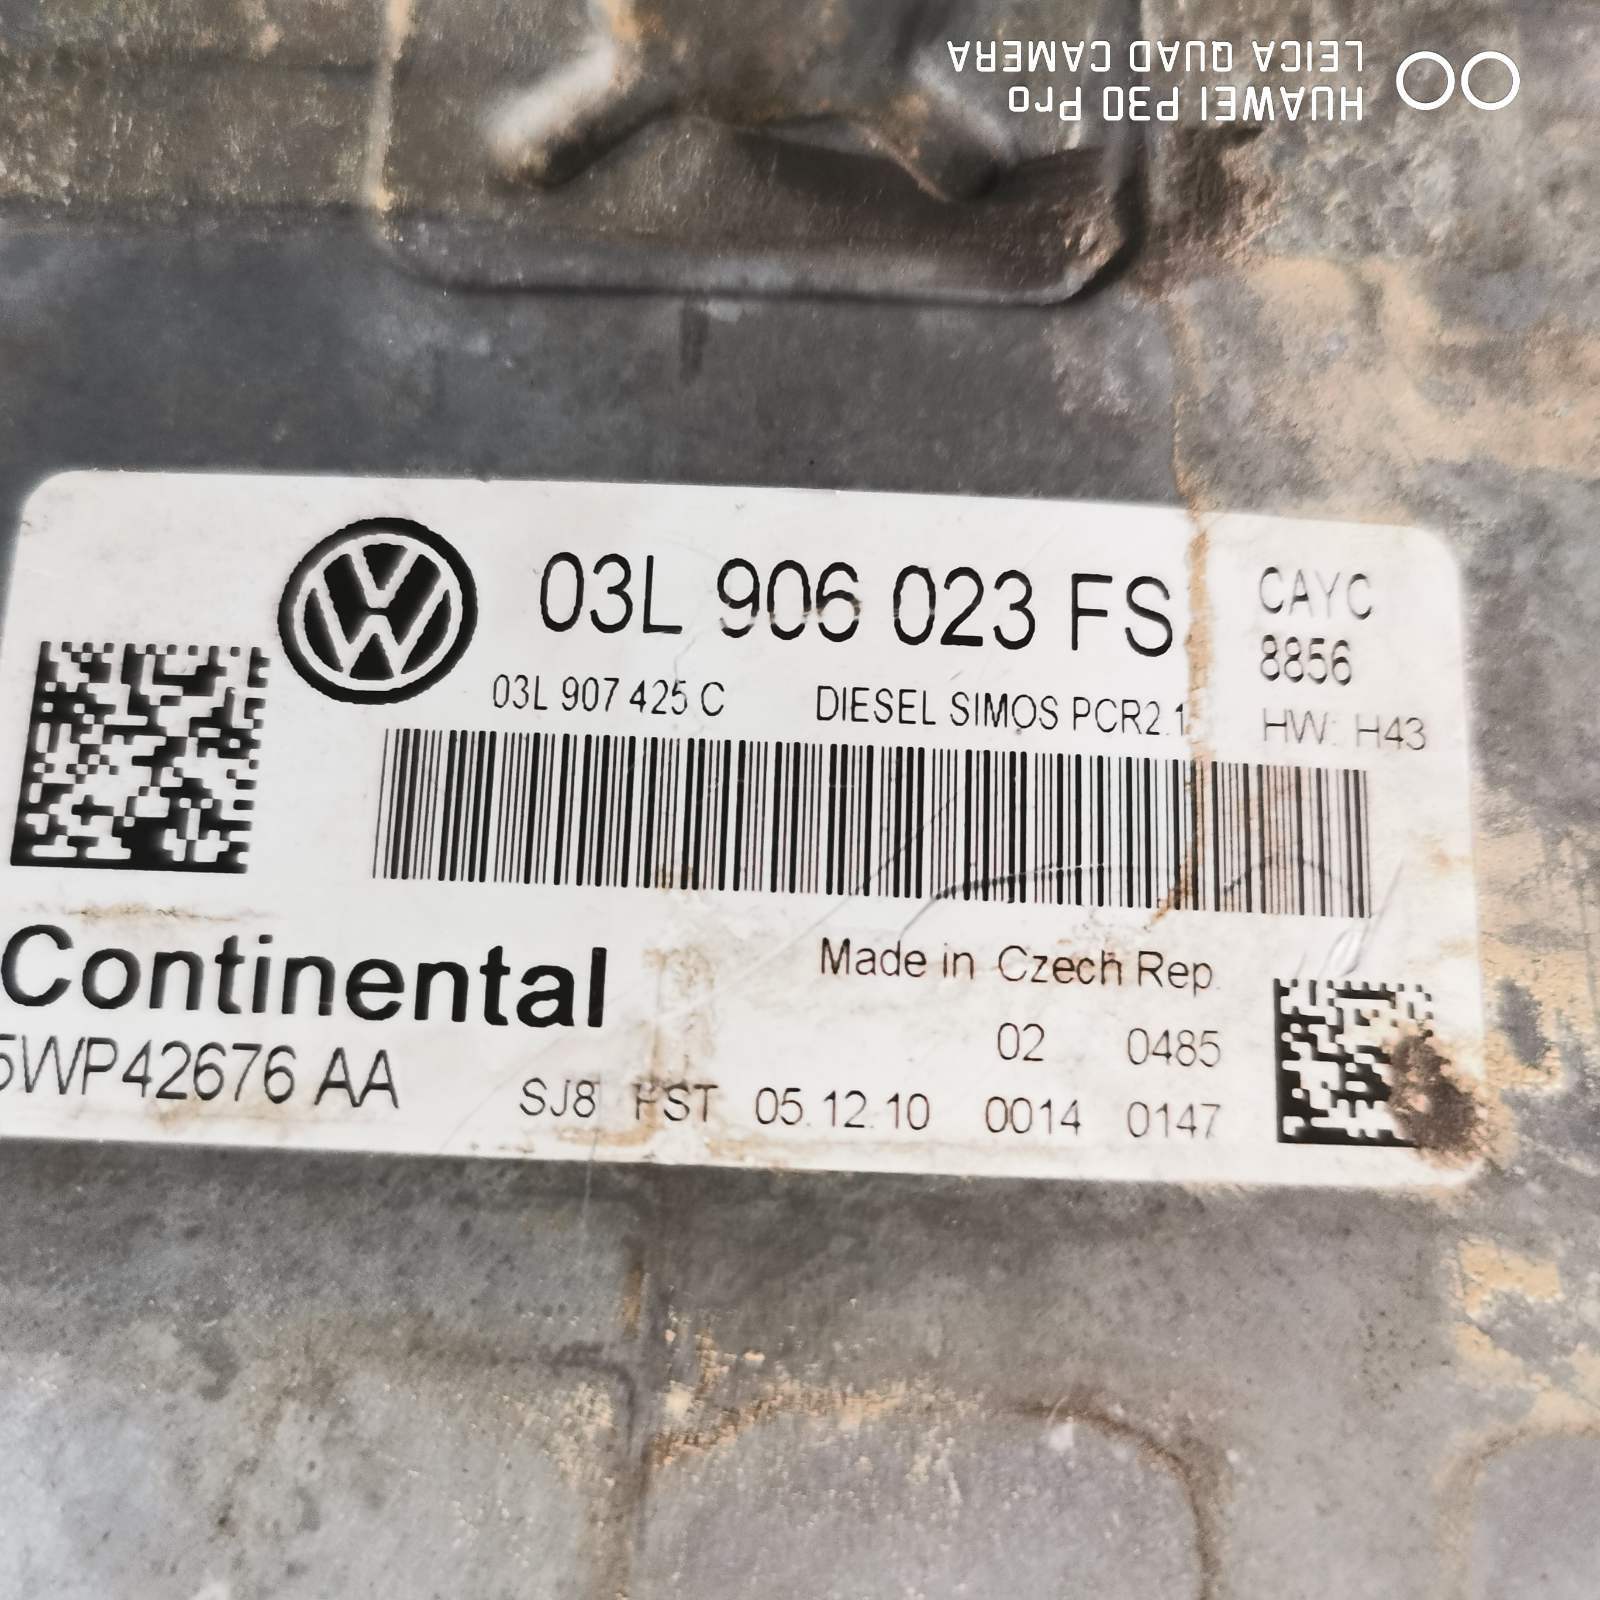 HUAWEI P30 Pro
LEICA QUAD CAMERA
03L 906 023 FS
CAYC
8856
03L 907 425 C DIESEL SIMOS PCR2.1
HW: H43
Continental
Made in Czech Rep.
02 0485
5WP42676 AA
SJ8 05.12.10 0014 0147